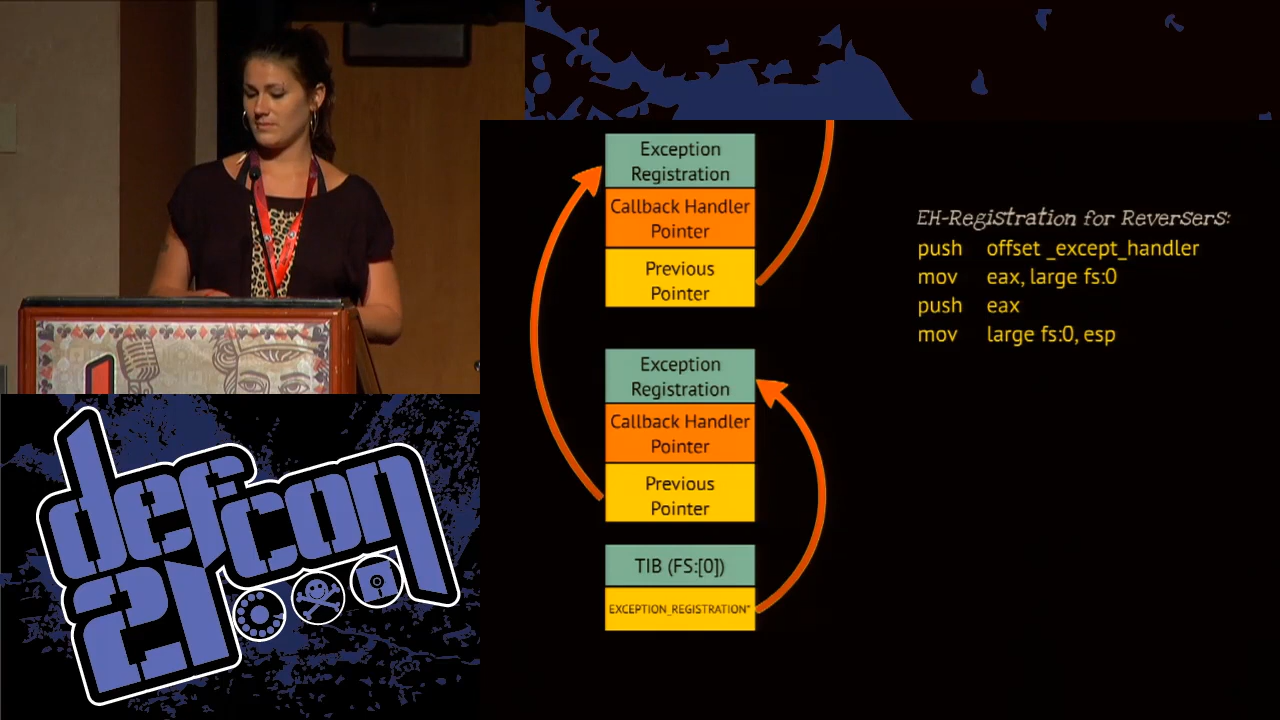 Exception
Registration
Callback Handler
Pointer
Previous
Pointer
Exception
Registration
Callback Handler
Pointer
Previous
Pointer
TIB (FS:[0])
EXCEPTION_REGISTRATION*
EH-Registration for Reversers:
push offset _except_handler
mov eax, large fs:0
push eax
mov large fs:0, esp
defcon
21